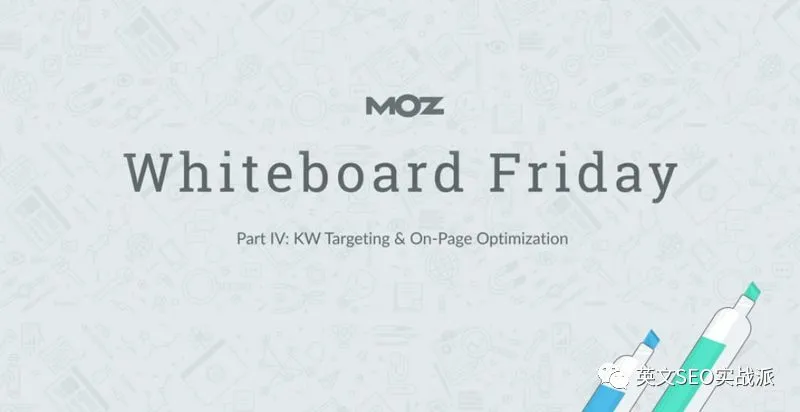 MOZ
Whiteboard Friday
Part IV: KW Targeting & On-Page Optimization
英文SEO实战派